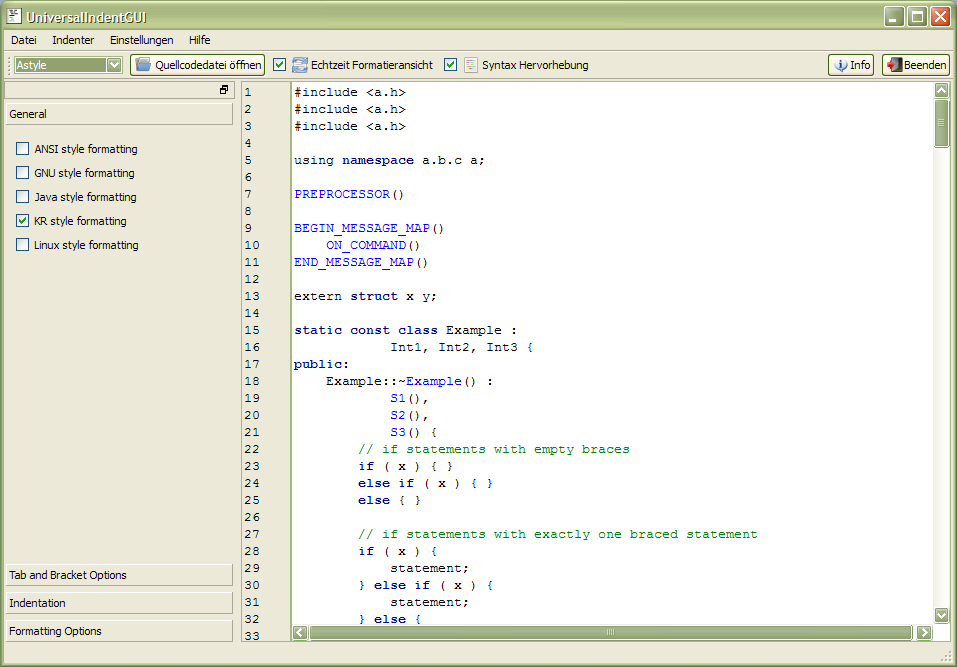 UniversalIndentGUI
Datei Indenter Einstellungen Hilfe
Astyle Quellcodedatei öffnen Echtzeit Formatieransicht Syntax Hervorhebung Info Beenden
General
ANSI style formatting
GNU style formatting
Java style formatting
KR style formatting
Linux style formatting
Tab and Bracket Options
Indentation
Formatting Options
1 #include <a.h>
2 #include <a.h>
3 #include <a.h>
4
5 using namespace a.b.c a;
6
7 PREPROCESSOR()
8
9 BEGIN_MESSAGE_MAP()
10     ON_COMMAND()
11 END_MESSAGE_MAP()
12
13 extern struct x y;
14
15 static const class Example :
16             Int1, Int2, Int3 {
17 public:
18     Example::~Example() :
19             S1(),
20             S2(),
21             S3() {
22         // if statements with empty braces
23         if ( x ) { }
24         else if ( x ) { }
25         else { }
26
27         // if statements with exactly one braced statement
28         if ( x ) {
29             statement;
30         } else if ( x ) {
31             statement;
32         } else {
33